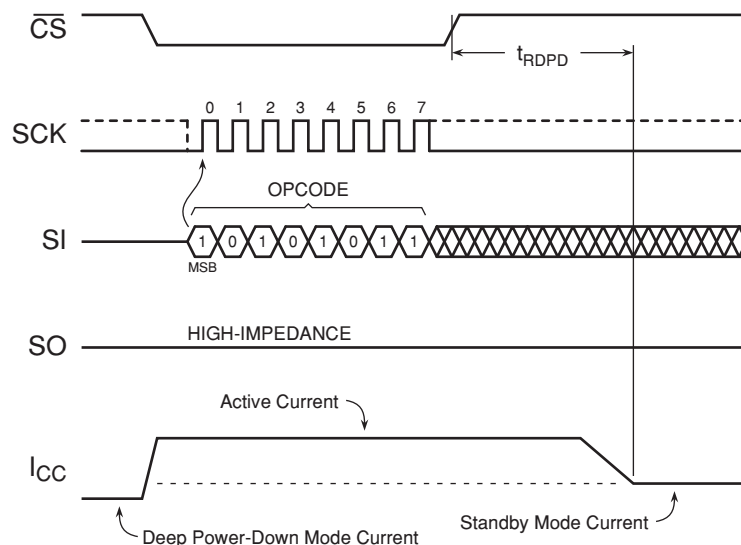 CS
tRDPD
0 1 2 3 4 5 6 7
SCK
OPCODE
SI
1 0 1 0 1 0 1 1
MSB
HIGH-IMPEDANCE
SO
Active Current
ICC
Standby Mode Current
Deep Power-Down Mode Current